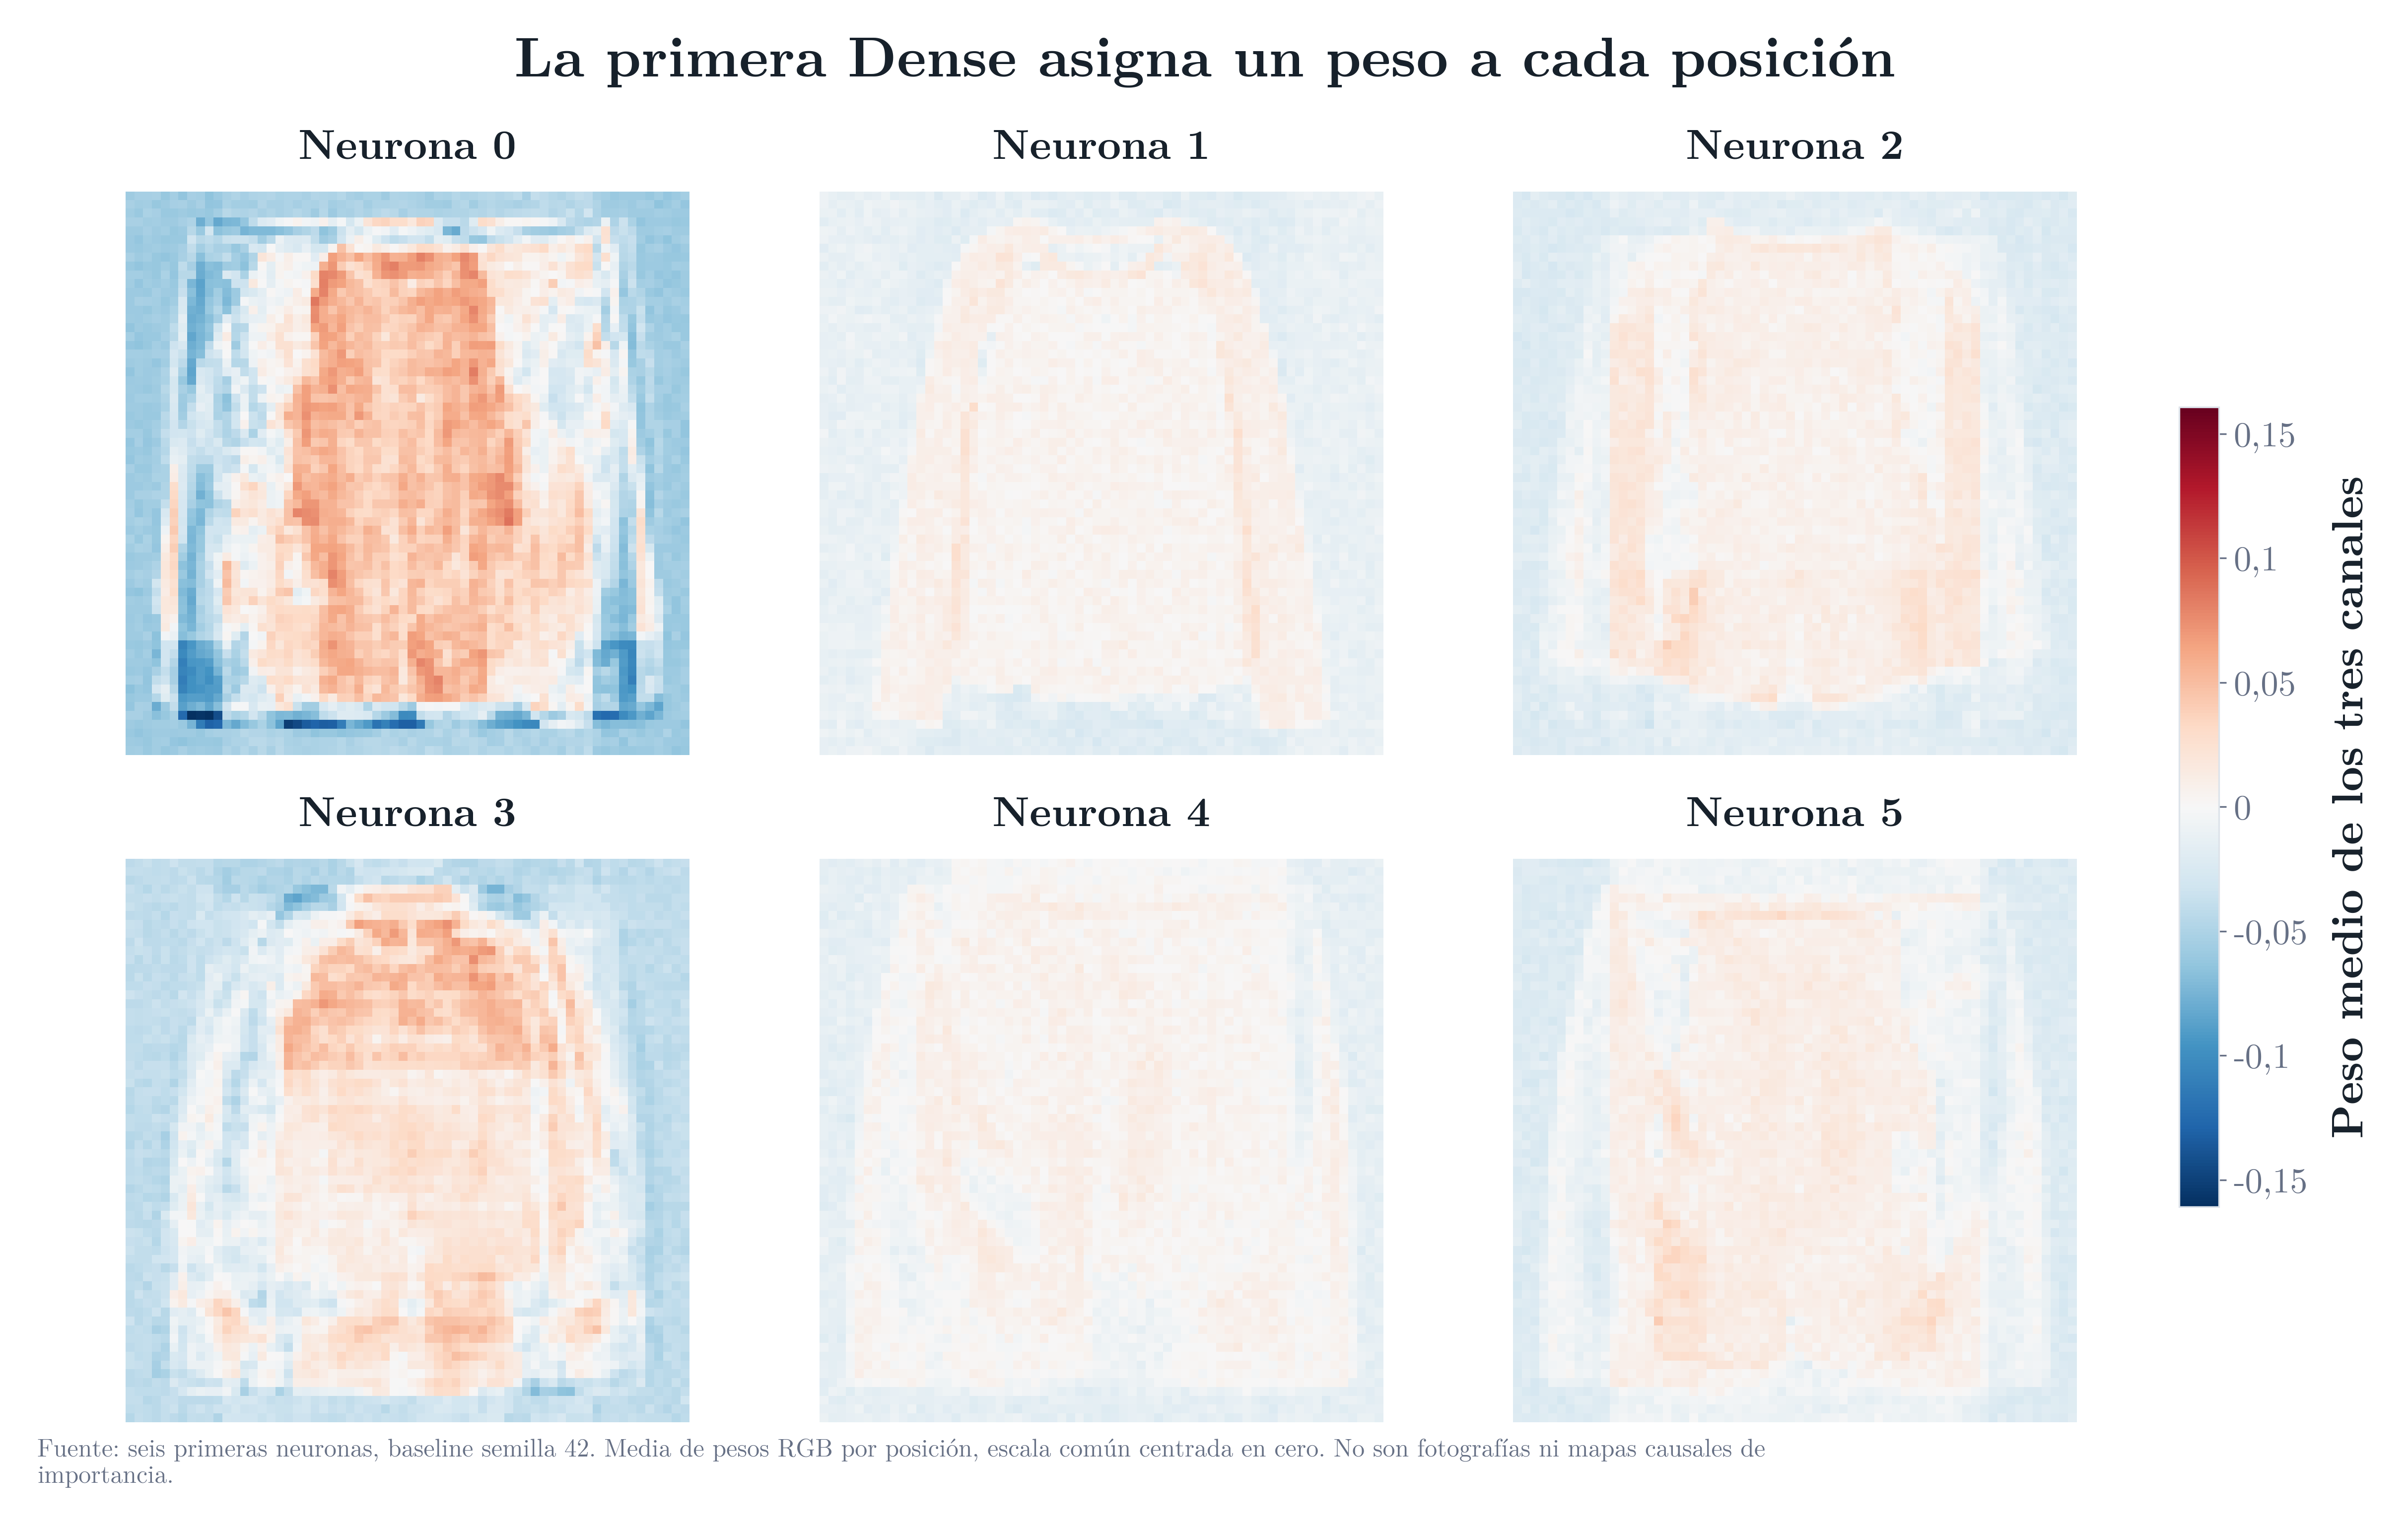 La primera Dense asigna un peso a cada posición
Neurona 0
Neurona 1
Neurona 2
Neurona 3
Neurona 4
Neurona 5
0,15
0,1
0,05
0
-0,05
-0,1
-0,15
Peso medio de los tres canales
Fuente: seis primeras neuronas, baseline semilla 42. Media de pesos RGB por posición, escala común centrada en cero. No son fotografías ni mapas causales de
importancia.